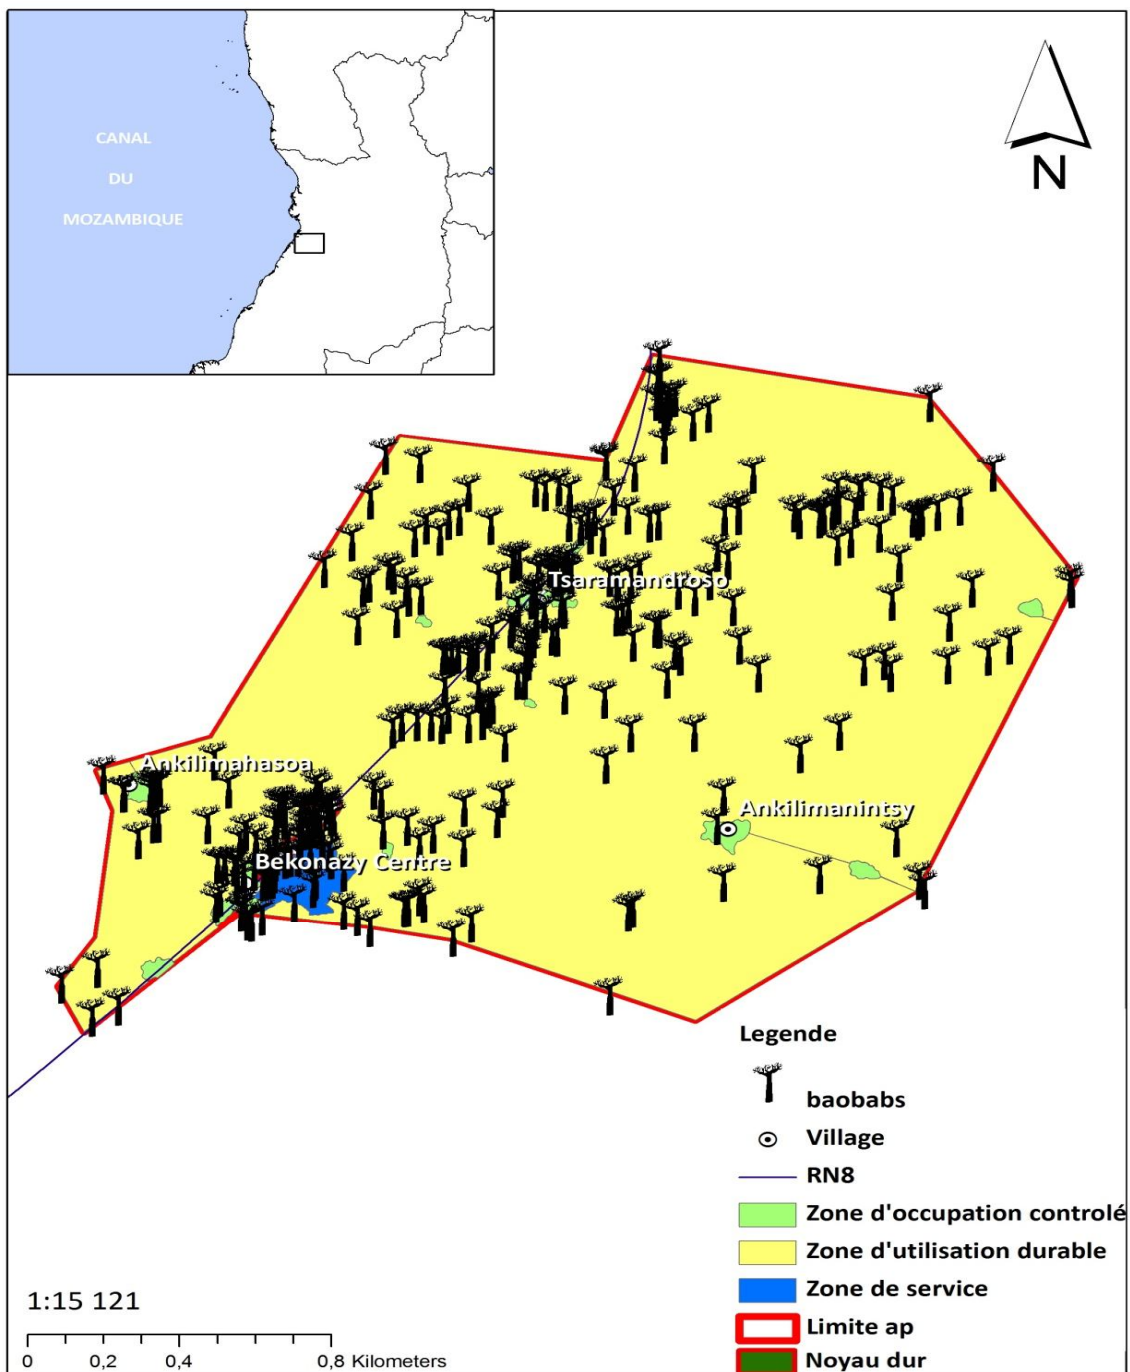 CANAL
DU
MOZAMBIQUE
N
Tsaramandroso
Ankilimahasoa
Ankilimanintsy
Bekonazy Centre
Legende
baobabs
Village
RN8
Zone d'occupation controlé
Zone d'utilisation durable
Zone de service
Limite ap
Noyau dur
1:15 121
0 0,2 0,4 0,8 Kilometers